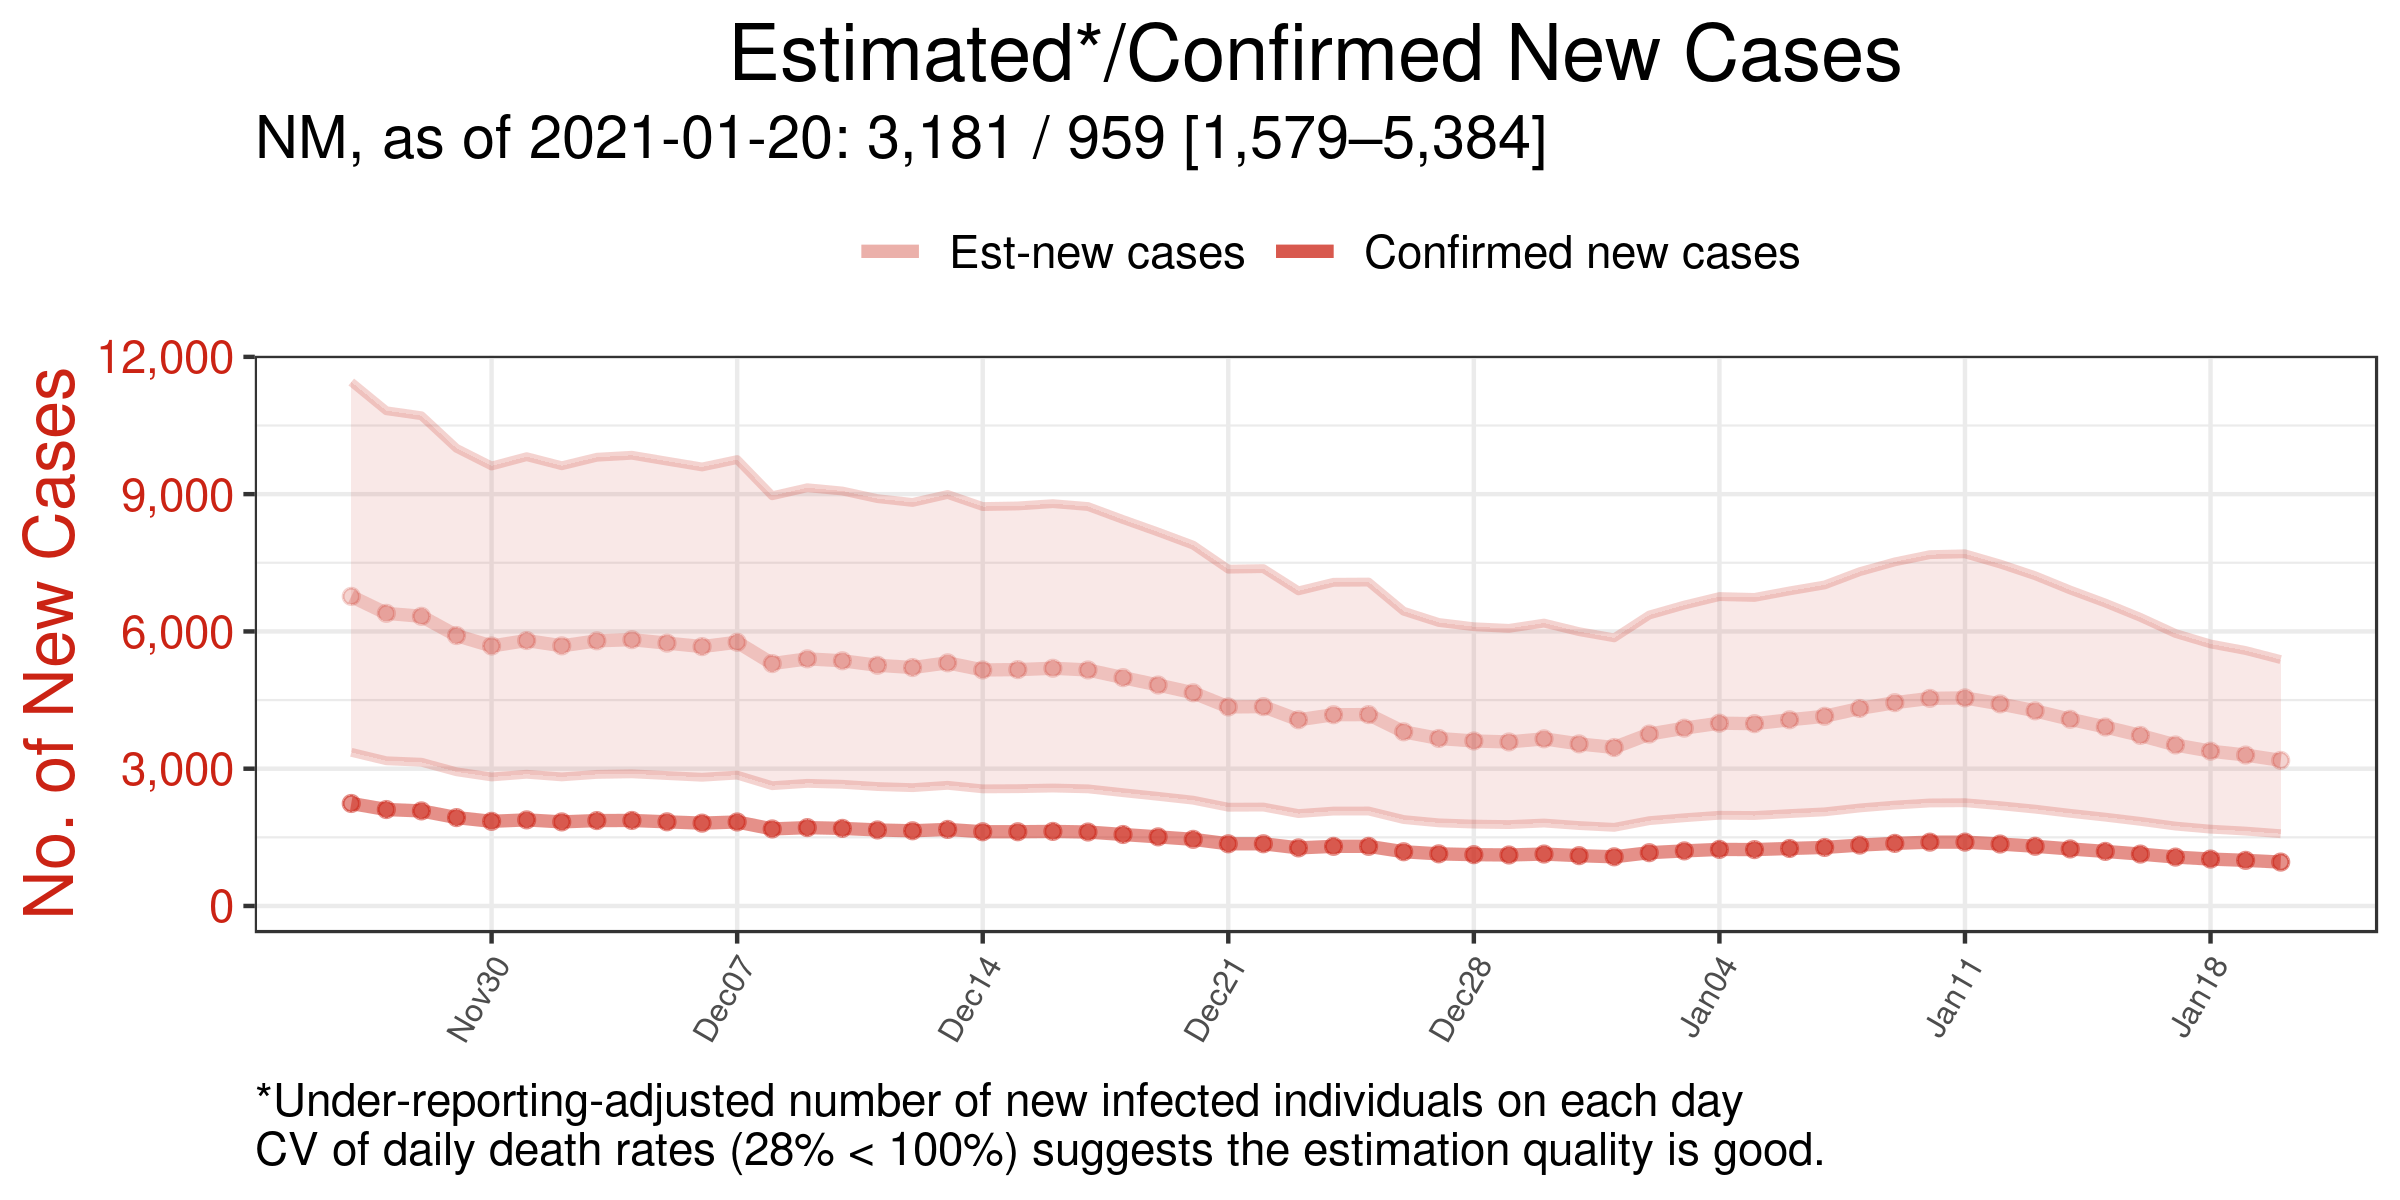 Estimated*/Confirmed New Cases
NM, as of 2021-01-20: 3,181 / 959 [1,579–5,384]
Est-new cases Confirmed new cases
No. of New Cases
12,000
9,000
6,000
3,000
0
Nov30 Dec07 Dec14 Dec21 Dec28 Jan04 Jan11 Jan18
*Under-reporting-adjusted number of new infected individuals on each day
CV of daily death rates (28% < 100%) suggests the estimation quality is good.